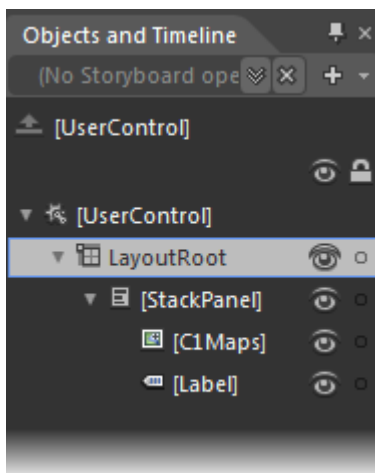 Objects and Timeline
(No Storyboard ope
[UserControl]
[UserControl]
LayoutRoot
[StackPanel]
[C1Maps]
[Label]